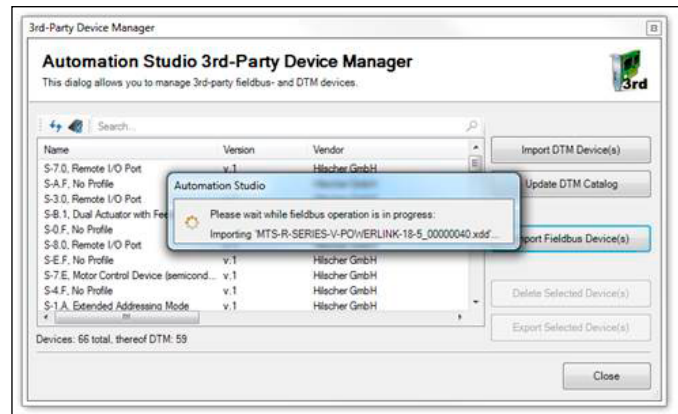 3rd-Party Device Manager
Automation Studio 3rd-Party Device Manager
This dialog allows you to manage 3rd-party fieldbus- and DTM devices.
3rd
Search...
Name Version Vendor
S-7.0, Remote I/O Port v.1 Hilscher GmbH
S-A.F, No Profile
S-3.0, Remote I/O Port
S-B.1, Dual Actuator with Fee
S-0.F, No Profile
S-8.0, Remote I/O Port
S-E.F, No Profile v.1 Hilscher GmbH
S-7.E, Motor Control Device (semicond... v.1 Hilscher GmbH
S-4.F, No Profile v.1 Hilscher GmbH
S-1.A, Extended Addressing Mode v.1 Hilscher GmbH
Devices: 66 total, thereof DTM: 59
Import DTM Device(s)
Update DTM Catalog
mport Fieldbus Device(s)
Delete Selected Device(s)
Export Selected Device(s)
Close
Automation Studio
Please wait while fieldbus operation is in progress:
Importing 'MTS-R-SERIES-V-POWERLINK-18-5_00000040.xdd'...